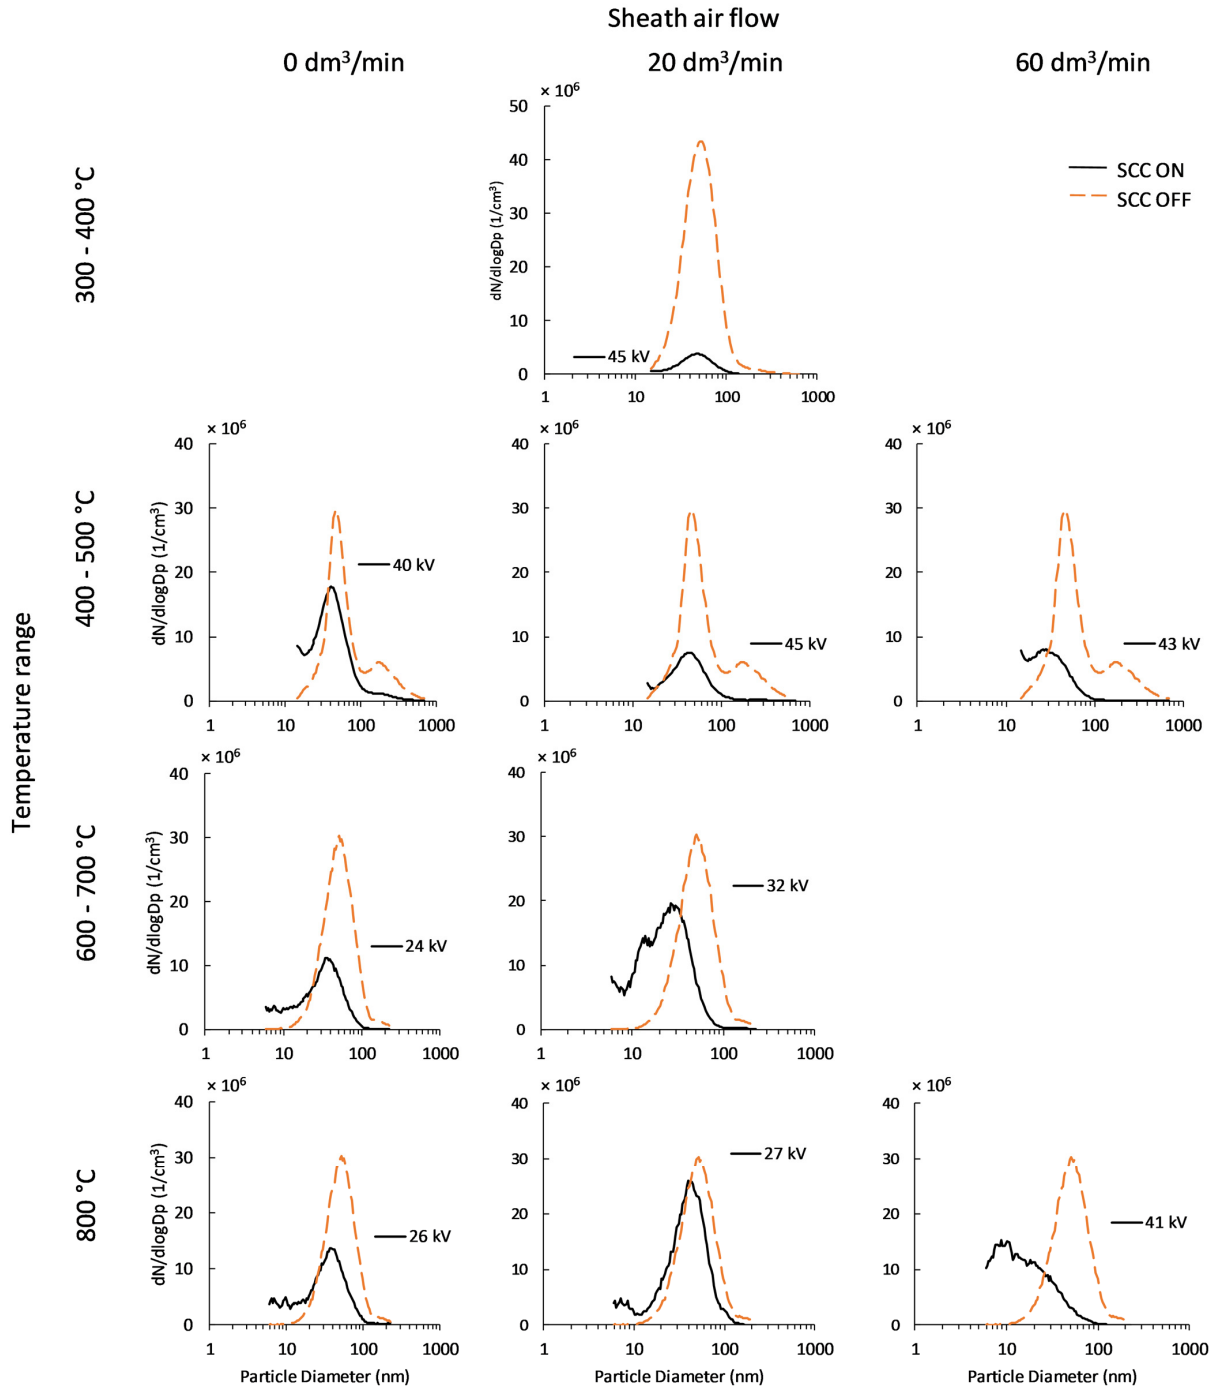 Sheath air flow
0 dm³/min 20 dm³/min 60 dm³/min
Temperature range
300 - 400 °C
× 10⁶
dN/dlogDp (1/cm³)
50
40
30
20
10
0
1 10 100 1000
45 kV
SCC ON
SCC OFF
400 - 500 °C
× 10⁶
dN/dlogDp (1/cm³)
40
30
20
10
0
1 10 100 1000
40 kV
× 10⁶
40
30
20
10
0
1 10 100 1000
45 kV
× 10⁶
40
30
20
10
0
1 10 100 1000
43 kV
600 - 700 °C
× 10⁶
dN/dlogDp (1/cm³)
40
30
20
10
0
1 10 100 1000
24 kV
× 10⁶
40
30
20
10
0
1 10 100 1000
32 kV
800 °C
× 10⁶
dN/dlogDp (1/cm³)
40
30
20
10
0
1 10 100 1000
26 kV
Particle Diameter (nm)
× 10⁶
40
30
20
10
0
1 10 100 1000
27 kV
Particle Diameter (nm)
× 10⁶
40
30
20
10
0
1 10 100 1000
41 kV
Particle Diameter (nm)